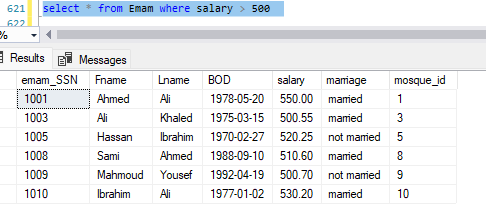 621 select * from Emam where salary > 500
622
%
Results Messages
emam_SSN Fname Lname BOD salary marriage mosque_id
1001 Ahmed Ali 1978-05-20 550.00 married 1
1003 Ali Khaled 1975-03-15 500.55 married 3
1005 Hassan Ibrahim 1970-02-27 520.25 not married 5
1008 Sami Ahmed 1988-09-10 510.60 married 8
1009 Mahmoud Yousef 1992-04-19 500.70 not married 9
1010 Ibrahim Ali 1977-01-02 530.20 married 10